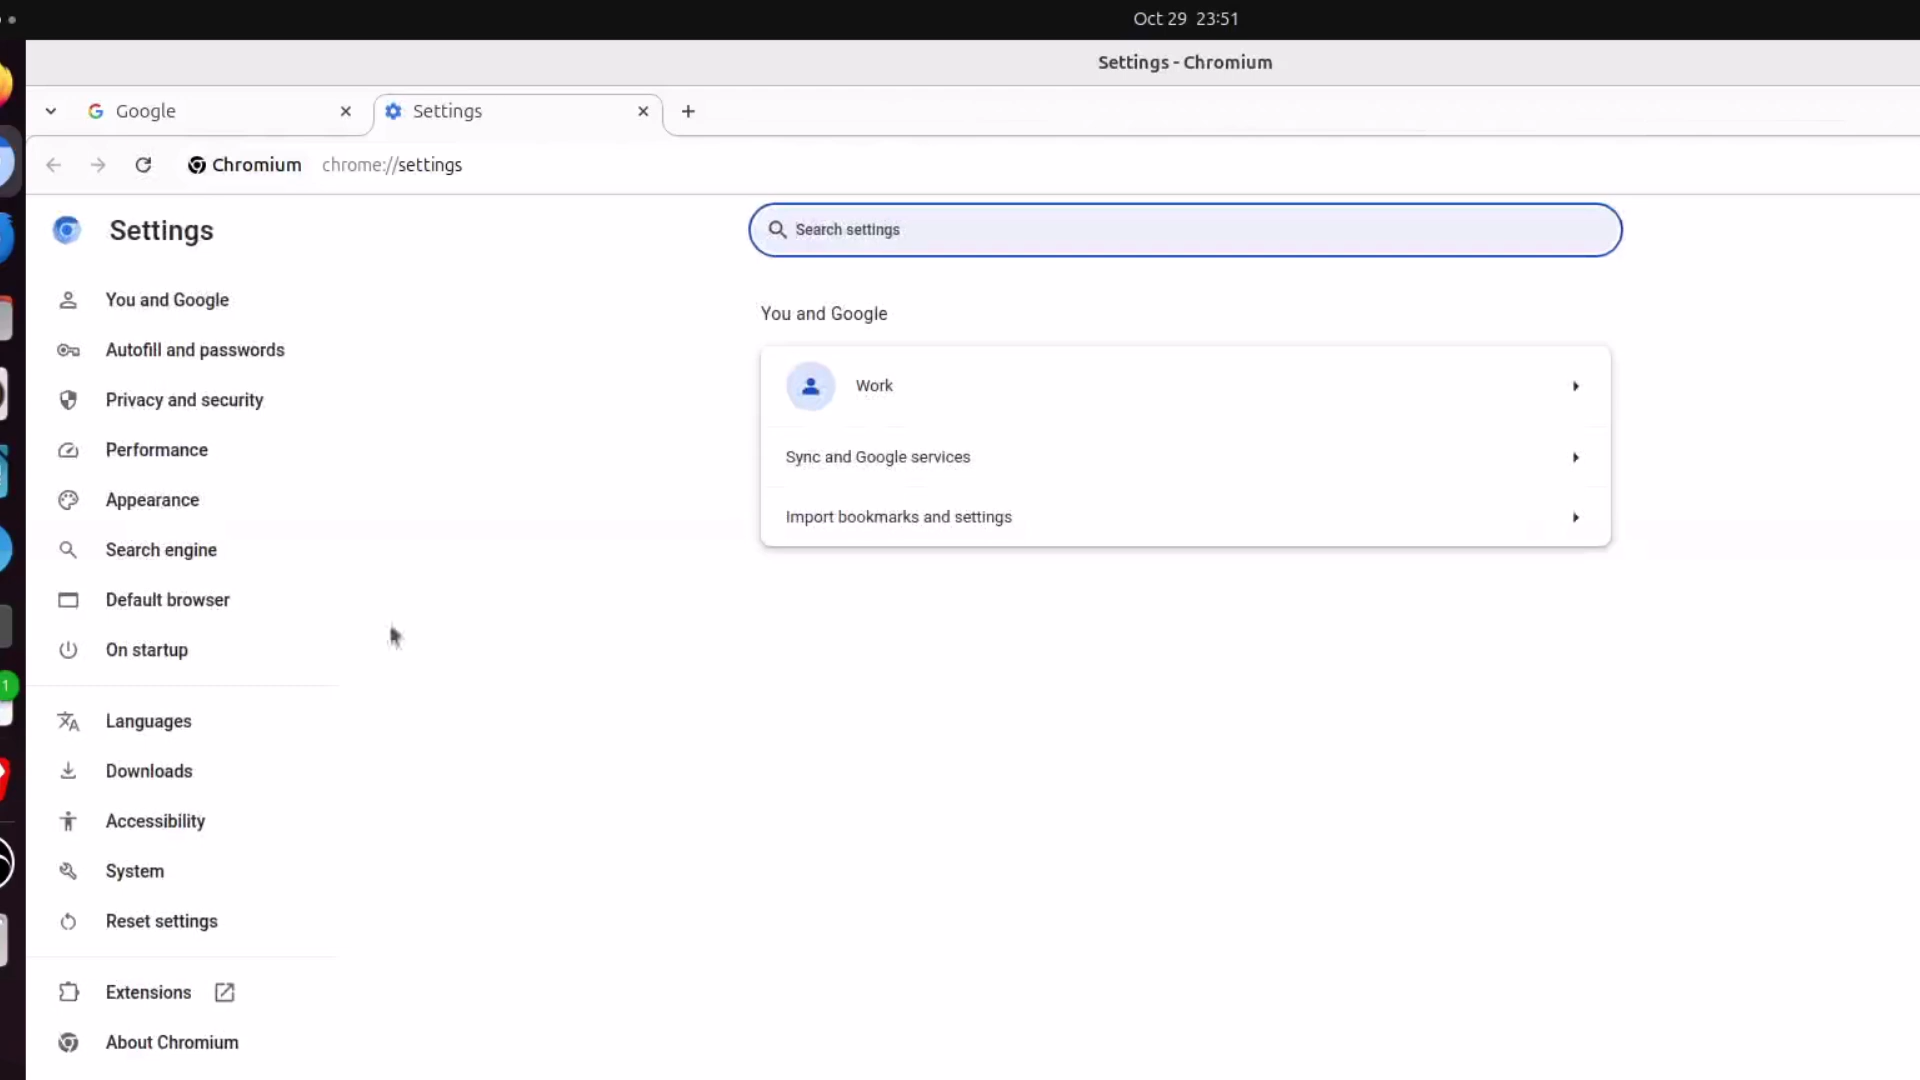 Oct 29 23:51
Settings - Chromium
Google
Settings
Chromium chrome://settings
Settings
Search settings
You and Google
Autofill and passwords
Privacy and security
Performance
Appearance
Search engine
Default browser
On startup
Languages
Downloads
Accessibility
System
Reset settings
Extensions
About Chromium
You and Google
Work
Sync and Google services
Import bookmarks and settings
1